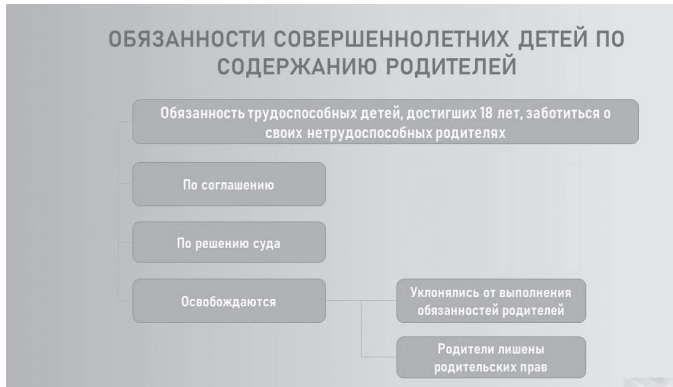 ОБЯЗАННОСТИ СОВЕРШЕННОЛЕТНИХ ДЕТЕЙ ПО
СОДЕРЖАНИЮ РОДИТЕЛЕЙ
Обязанность трудоспособных детей, достигших 18 лет, заботиться о
своих нетрудоспособных родителях
По соглашению
По решению суда
Освобождаются
Уклонялись от выполнения
обязанностей родителей
Родители лишены
родительских прав